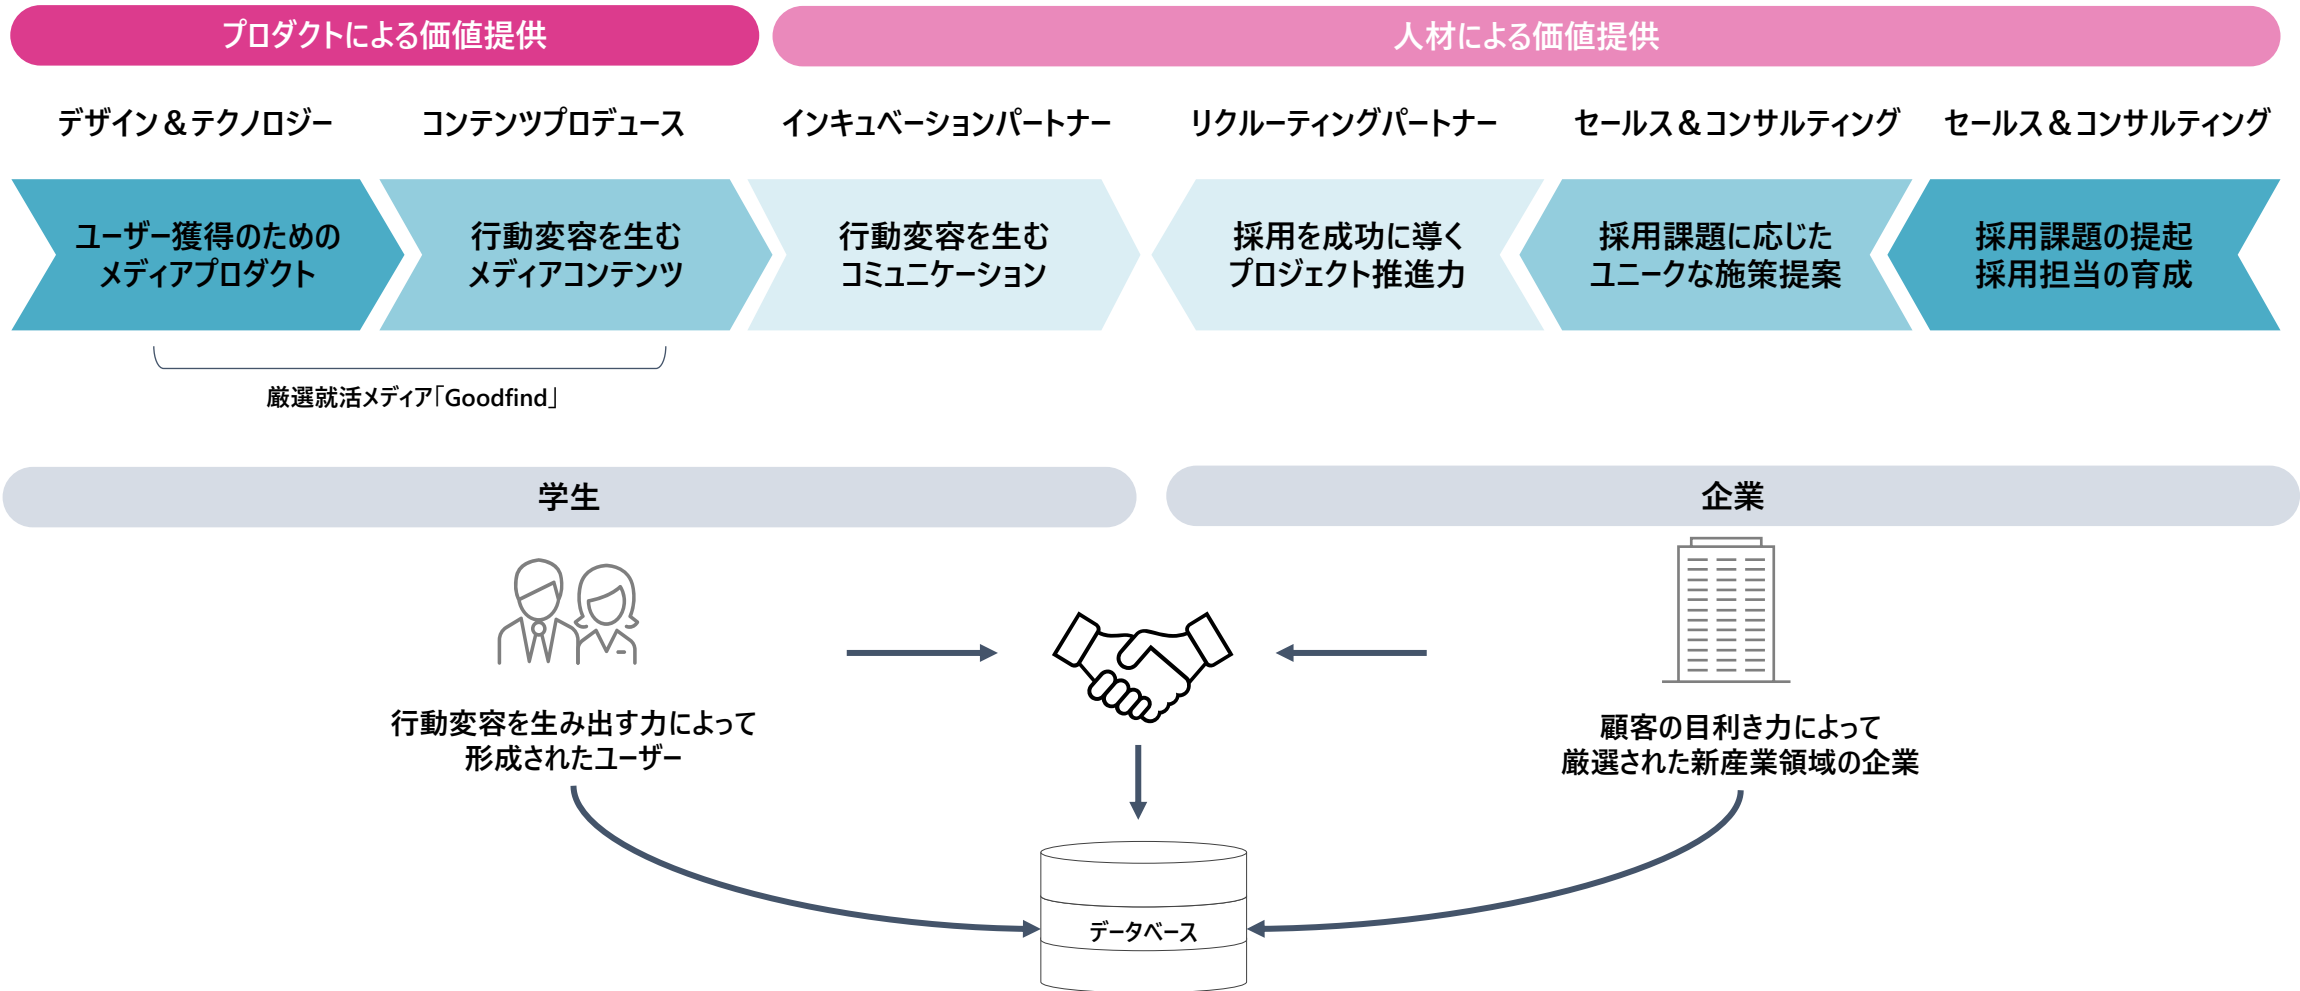 プロダクトによる価値提供
人材による価値提供
デザイン＆テクノロジー
コンテンツプロデュース
インキュベーションパートナー
リクルーティングパートナー
セールス＆コンサルティング
セールス＆コンサルティング
ユーザー獲得のための
メディアプロダクト
行動変容を生む
メディアコンテンツ
行動変容を生む
コミュニケーション
採用を成功に導く
プロジェクト推進力
採用課題に応じた
ユニークな施策提案
採用課題の提起
採用担当の育成
厳選就活メディア｢Goodfind｣
学生
企業
行動変容を生み出す力によって
形成されたユーザー
顧客の目利き力によって
厳選された新産業領域の企業
データベース